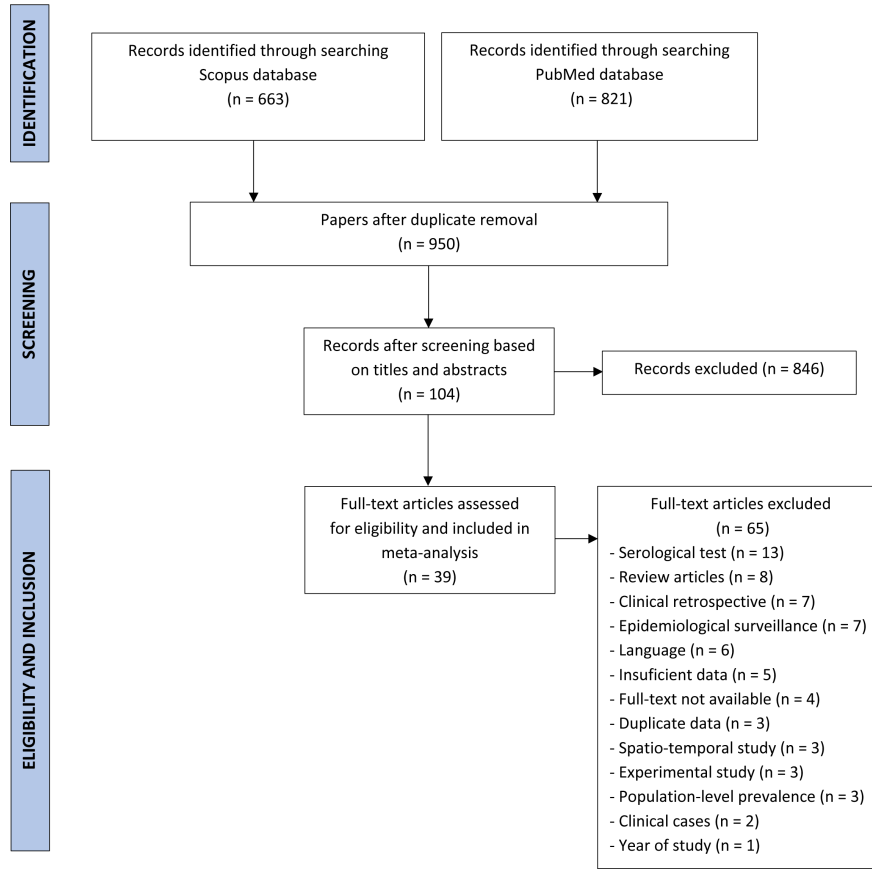 IDENTIFICATION
Records identified through searching
Scopus database
(n = 663)
Records identified through searching
PubMed database
(n = 821)
SCREENING
Papers after duplicate removal
(n = 950)
Records after screening based
on titles and abstracts
(n = 104)
Records excluded (n = 846)
ELIGIBILITY AND INCLUSION
Full-text articles assessed
for eligibility and included in
meta-analysis
(n = 39)
Full-text articles excluded
(n = 65)
- Serological test (n = 13)
- Review articles (n = 8)
- Clinical retrospective (n = 7)
- Epidemiological surveillance (n = 7)
- Language (n = 6)
- Insuficient data (n = 5)
- Full-text not available (n = 4)
- Duplicate data (n = 3)
- Spatio-temporal study (n = 3)
- Experimental study (n = 3)
- Population-level prevalence (n = 3)
- Clinical cases (n = 2)
- Year of study (n = 1)